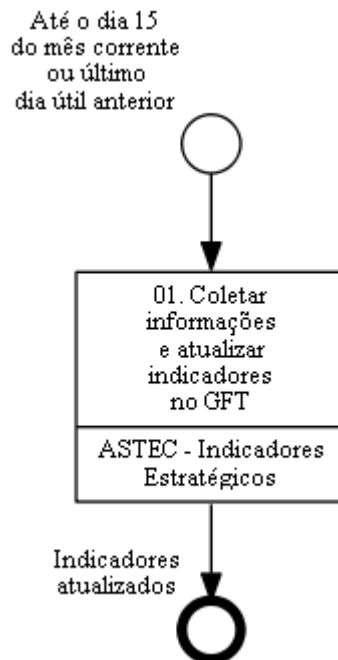 Até o dia 15
do mês corrente
ou último
dia útil anterior
01. Coletar
informações
e atualizar
indicadores
no GFT
ASTEC - Indicadores
Estratégicos
Indicadores
atualizados